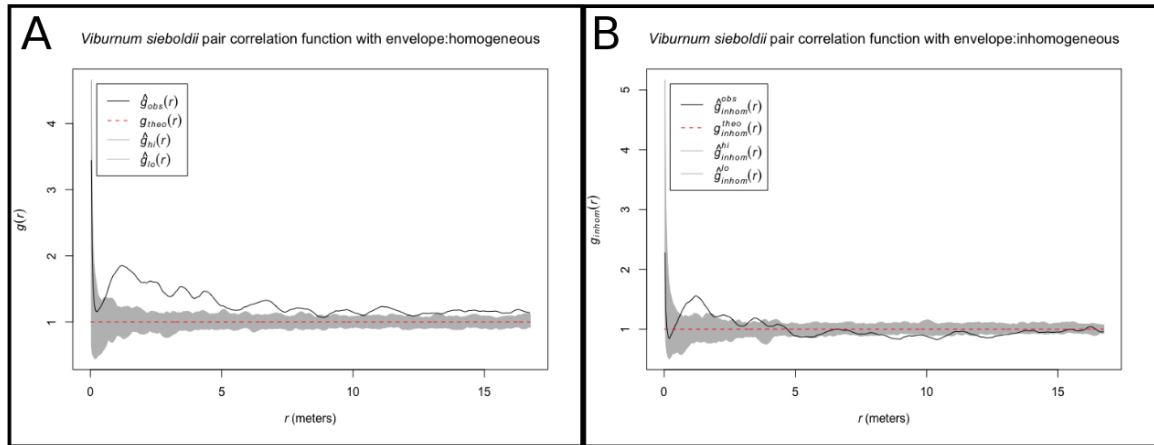 A
Viburnum sieboldii pair correlation function with envelope:homogeneous
ĝobs(r)
gtheo(r)
ĝhi(r)
ĝlo(r)
g(r)
4
3
2
1
0 5 10 15
r (meters)
B
Viburnum sieboldii pair correlation function with envelope:inhomogeneous
ĝinhom^obs(r)
ginhom^theo(r)
ĝinhom^hi(r)
ĝinhom^lo(r)
ginhom(r)
5
4
3
2
1
0 5 10 15
r (meters)